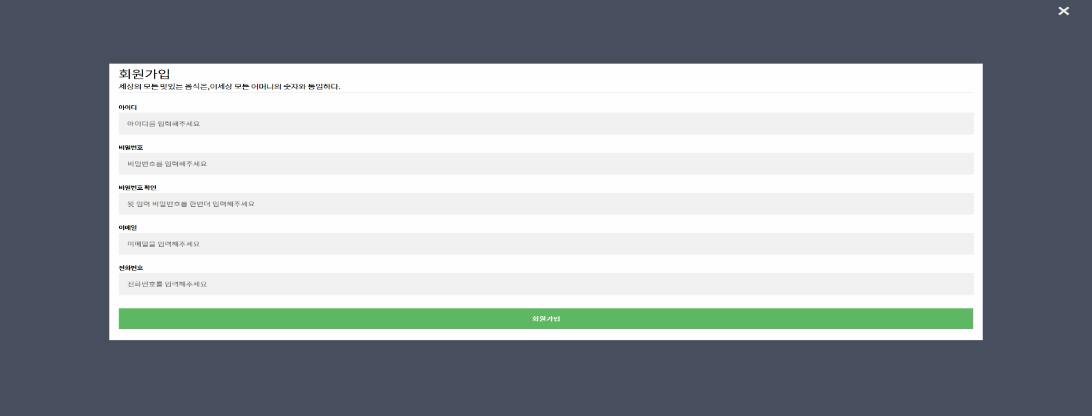 ×
회원가입
세상의 모든 맛있는 음식은,이세상 모든 어머니의 숫자와 동일하다.
아이디
아이디를 입력해주세요
비밀번호
비밀번호를 입력해주세요
비밀번호 확인
윗 입력 비밀번호를 한번더 입력해주세요
이메일
이메일을 입력해주세요
전화번호
전화번호를 입력해주세요
회원가입